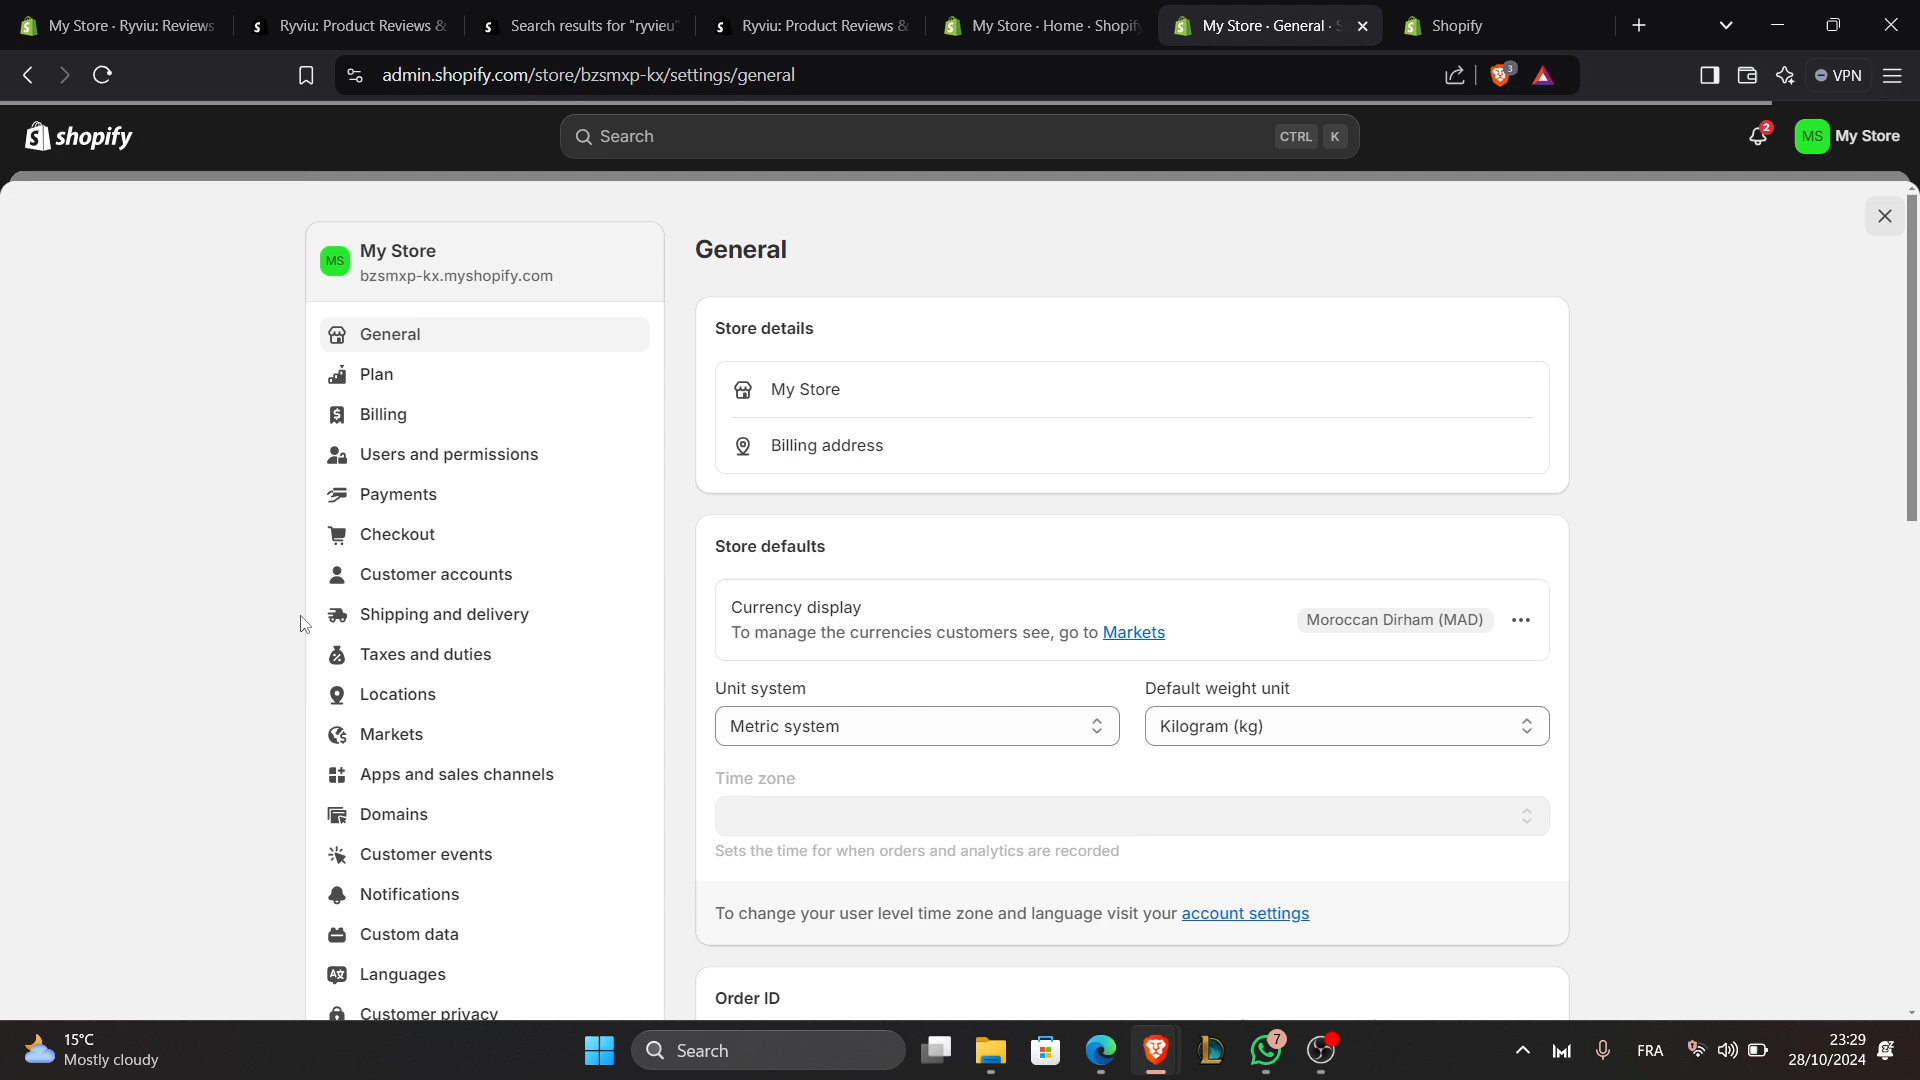 My Store · Ryviu: Reviews
Ryviu: Product Reviews &
Search results for "ryvieu"
Ryviu: Product Reviews &
My Store · Home · Shopify
My Store · General · S
Shopify
admin.shopify.com/store/bzsmxp-kx/settings/general
3
VPN
shopify
Search
CTRL K
2
MS
My Store
MS
My Store
bzsmxp-kx.myshopify.com
General
Plan
Billing
Users and permissions
Payments
Checkout
Customer accounts
Shipping and delivery
Taxes and duties
Locations
Markets
Apps and sales channels
Domains
Customer events
Notifications
Custom data
Languages
Customer privacy
General
Store details
My Store
Billing address
Store defaults
Currency display
To manage the currencies customers see, go to Markets
Moroccan Dirham (MAD)
Unit system
Default weight unit
Metric system
Kilogram (kg)
Time zone
Sets the time for when orders and analytics are recorded
To change your user level time zone and language visit your account settings
Order ID
15°C
Mostly cloudy
Search
7
FRA
23:29
28/10/2024